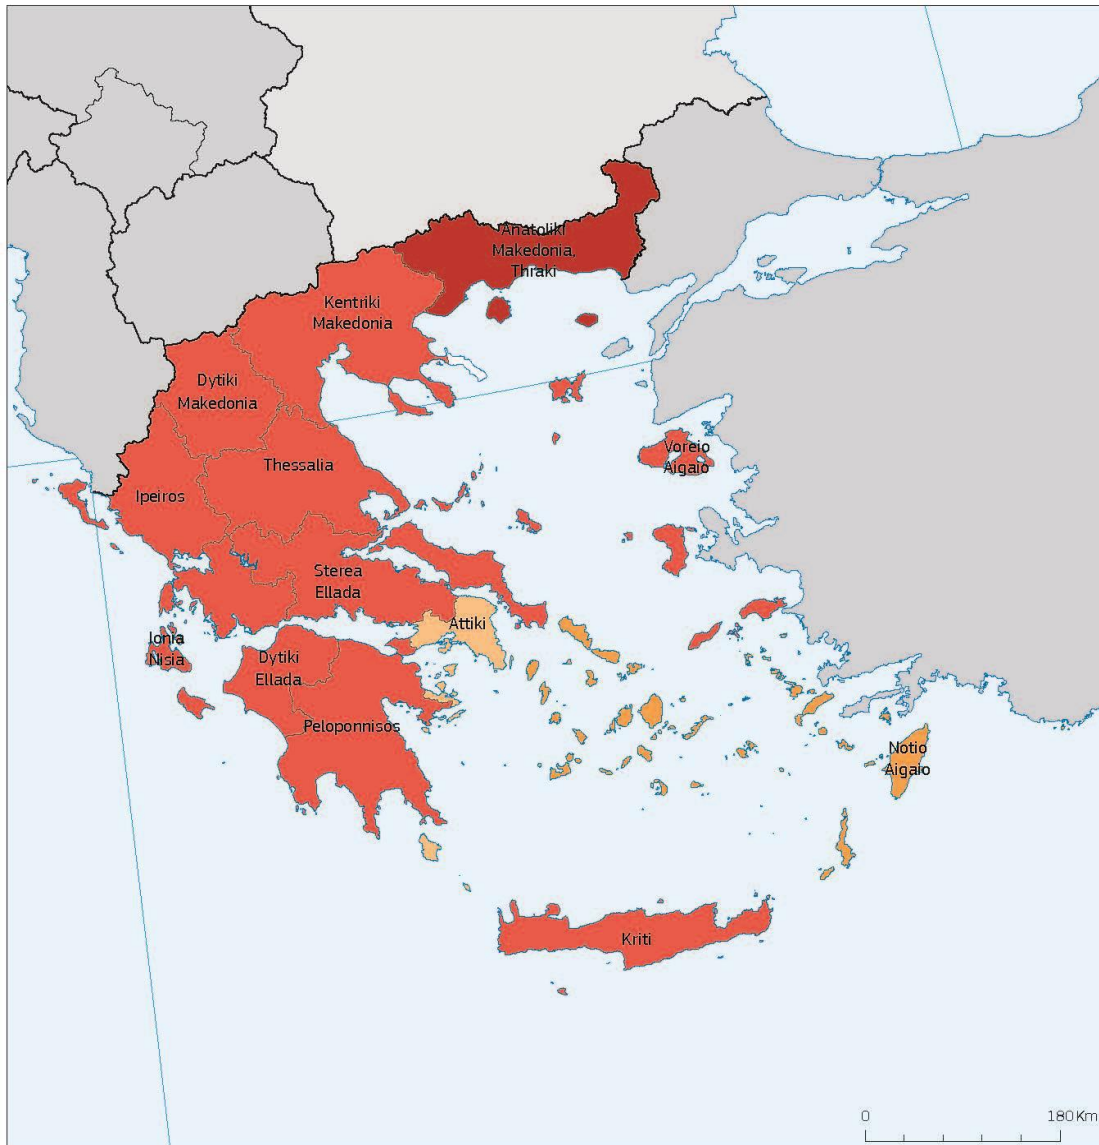 Anatoliki
Makedonia,
Thraki
Kentriki
Makedonia
Dytiki
Makedonia
Thessalia
Voreio
Aigaio
Ipeiros
Sterea
Ellada
Attiki
Ionia
Nisia
Dytiki
Ellada
Peloponnisos
Notio
Aigaio
Kriti
0 180 Km